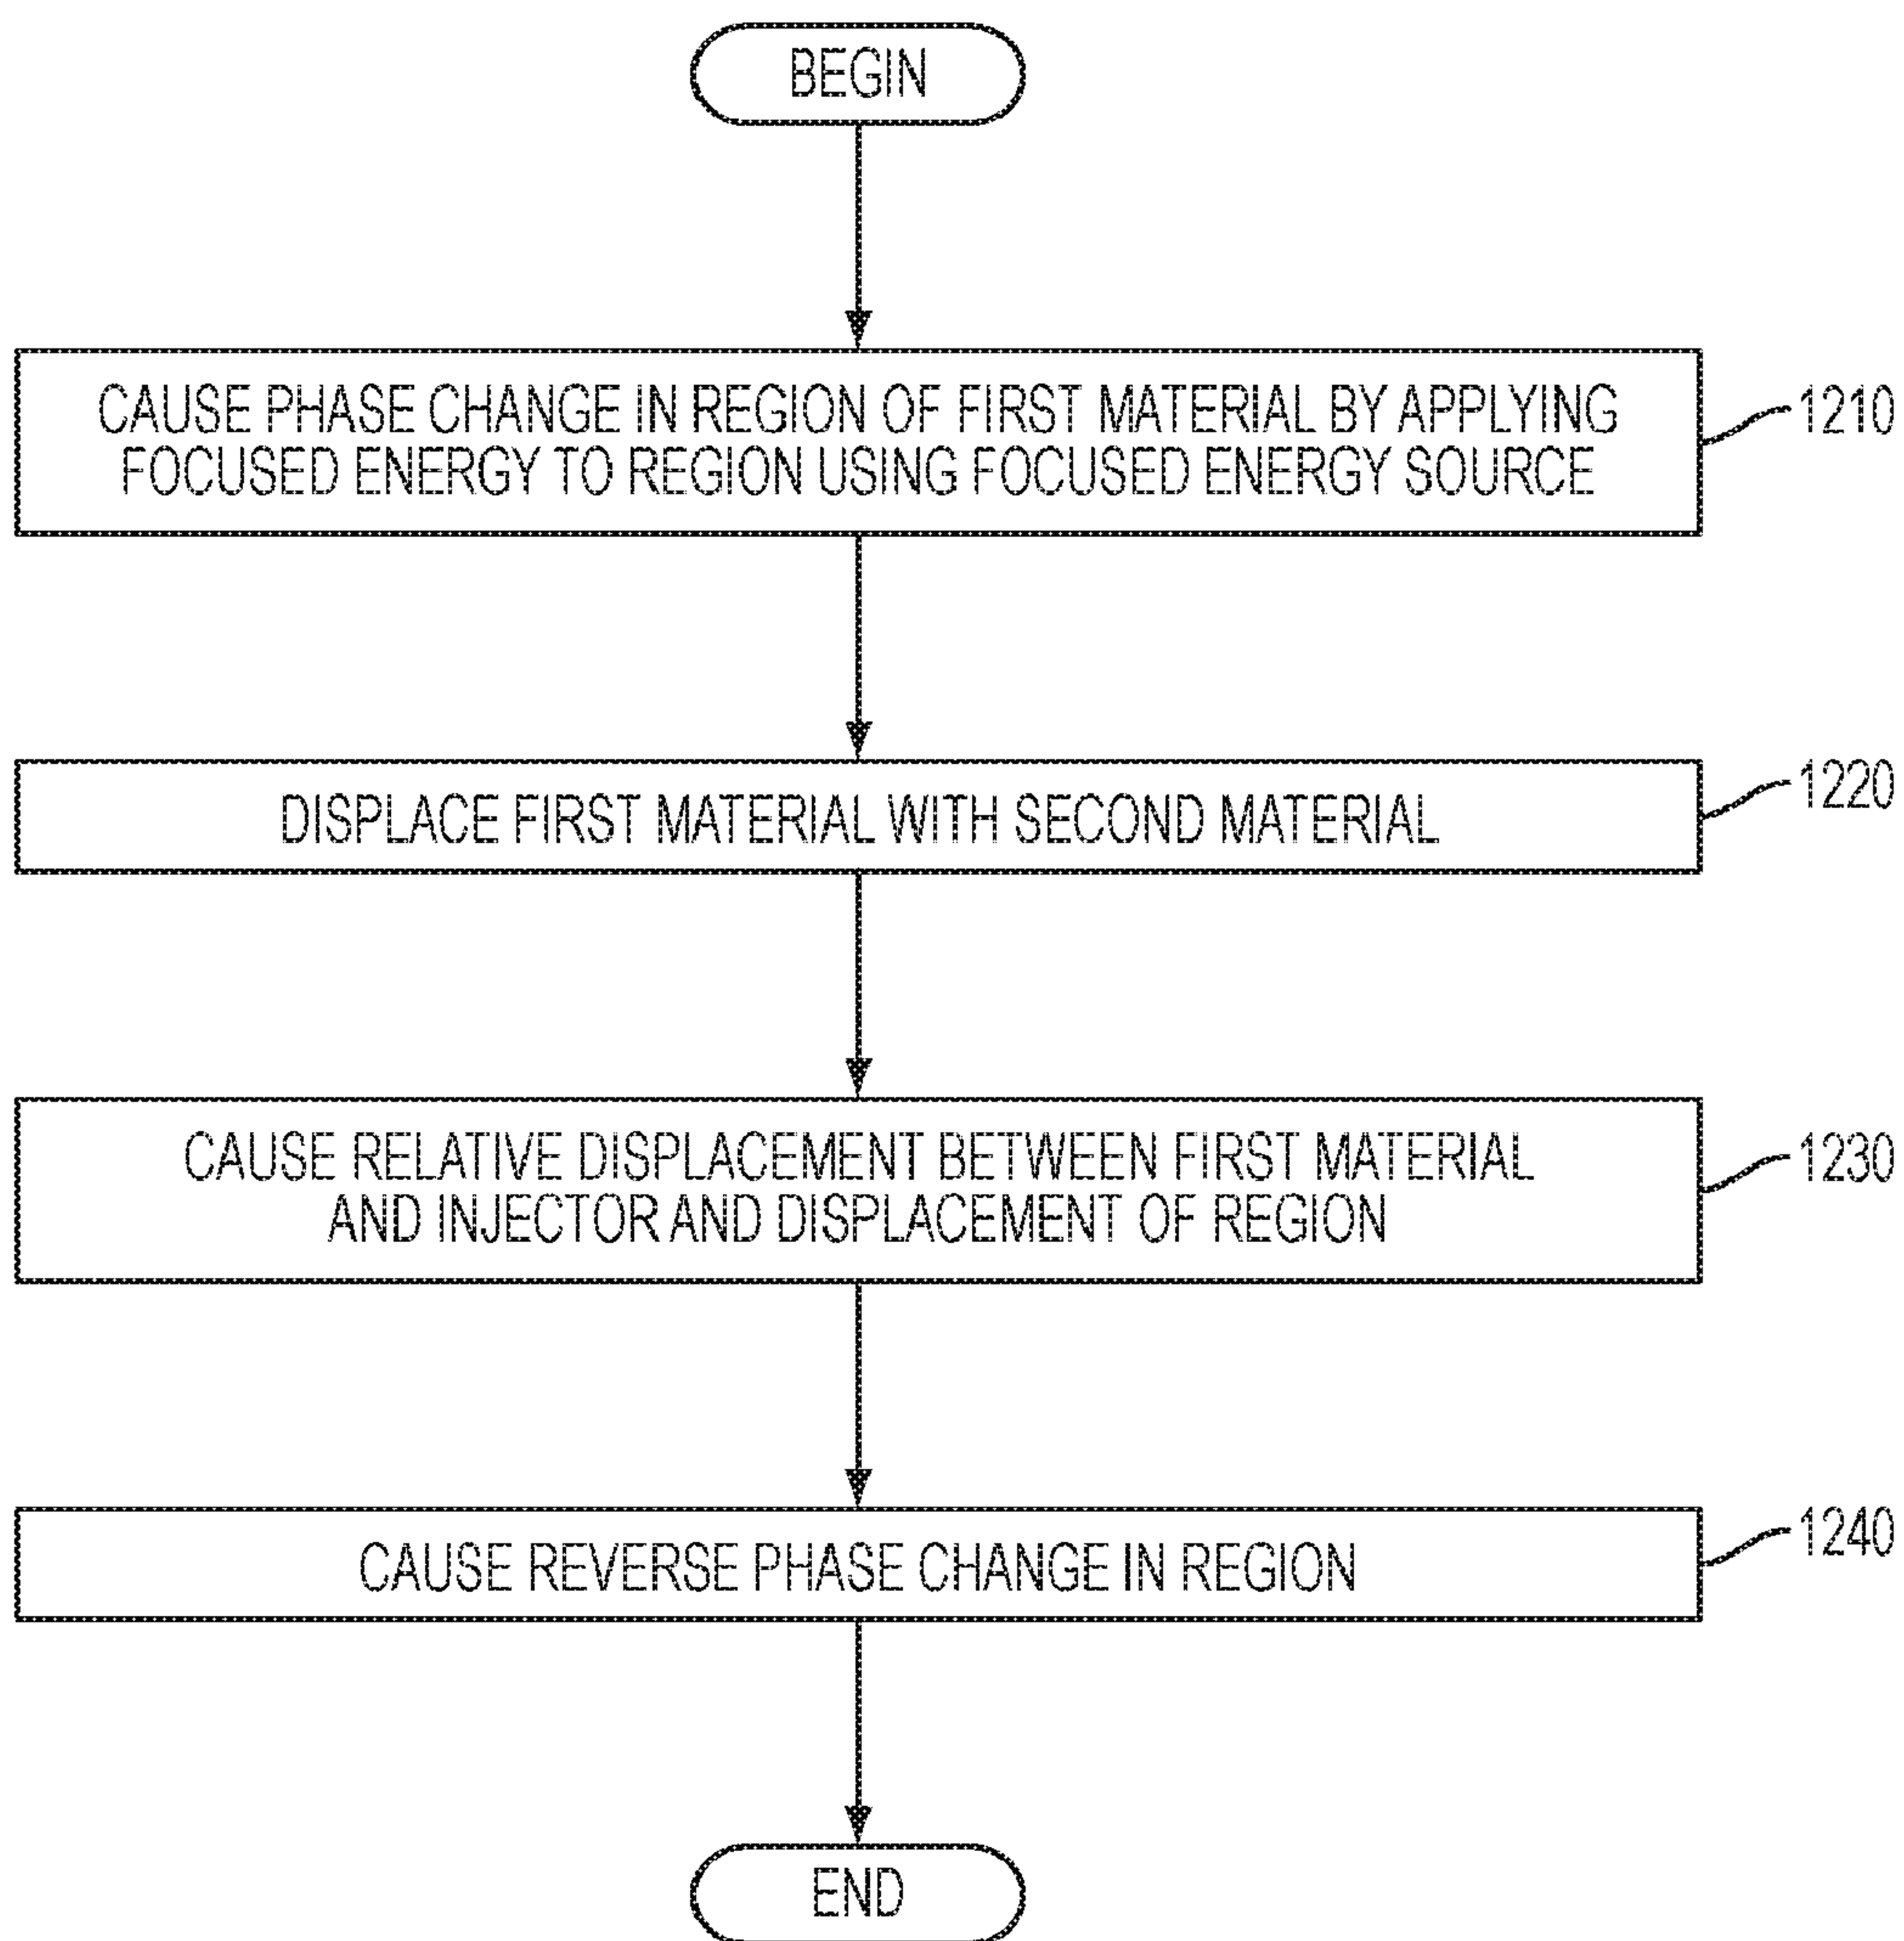 BEGIN
CAUSE PHASE CHANGE IN REGION OF FIRST MATERIAL BY APPLYING
FOCUSED ENERGY TO REGION USING FOCUSED ENERGY SOURCE
1210
DISPLACE FIRST MATERIAL WITH SECOND MATERIAL
1220
CAUSE RELATIVE DISPLACEMENT BETWEEN FIRST MATERIAL
AND INJECTOR AND DISPLACEMENT OF REGION
1230
CAUSE REVERSE PHASE CHANGE IN REGION
1240
END